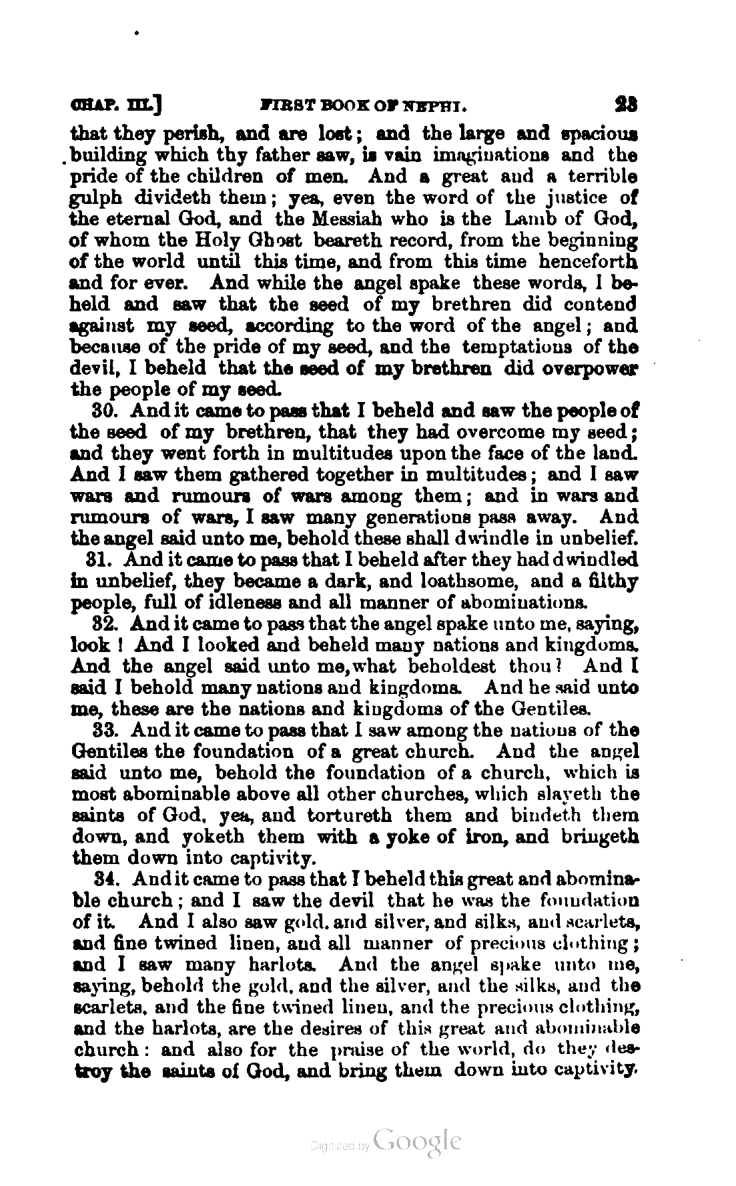 CHAP. III.] FIRST BOOK OF NEPHI. 23
that they perish, and are lost; and the large and spacious
building which thy father saw, is vain imaginations and the
pride of the children of men. And a great and a terrible
gulph divideth them; yea, even the word of the justice of
the eternal God, and the Messiah who is the Lamb of God,
of whom the Holy Ghost beareth record, from the beginning
of the world until this time, and from this time henceforth
and for ever. And while the angel spake these words, I be-
held and saw that the seed of my brethren did contend
against my seed, according to the word of the angel; and
because of the pride of my seed, and the temptations of the
devil, I beheld that the seed of my brethren did overpower
the people of my seed.
30. And it came to pass that I beheld and saw the people of
the seed of my brethren, that they had overcome my seed;
and they went forth in multitudes upon the face of the land.
And I saw them gathered together in multitudes; and I saw
wars and rumours of wars among them; and in wars and
rumours of wars, I saw many generations pass away. And
the angel said unto me, behold these shall dwindle in unbelief.
31. And it came to pass that I beheld after they had dwindled
in unbelief, they became a dark, and loathsome, and a filthy
people, full of idleness and all manner of abominations.
32. And it came to pass that the angel spake unto me, saying,
look! And I looked and beheld many nations and kingdoms.
And the angel said unto me, what beholdest thou? And I
said I behold many nations and kingdoms. And he said unto
me, these are the nations and kingdoms of the Gentiles.
33. And it came to pass that I saw among the nations of the
Gentiles the foundation of a great church. And the angel
said unto me, behold the foundation of a church, which is
most abominable above all other churches, which slayeth the
saints of God, yea, and tortureth them and bindeth them
down, and yoketh them with a yoke of iron, and bringeth
them down into captivity.
34. And it came to pass that I beheld this great and abomina-
ble church; and I saw the devil that he was the foundation
of it. And I also saw gold, and silver, and silks, and scarlets,
and fine twined linen, and all manner of precious clothing;
and I saw many harlots. And the angel spake unto me,
saying, behold the gold, and the silver, and the silks, and the
scarlets, and the fine twined linen, and the precious clothing,
and the harlots, are the desires of this great and abominable
church: and also for the praise of the world, do they des-
troy the saints of God, and bring them down into captivity.
Digitized by Google